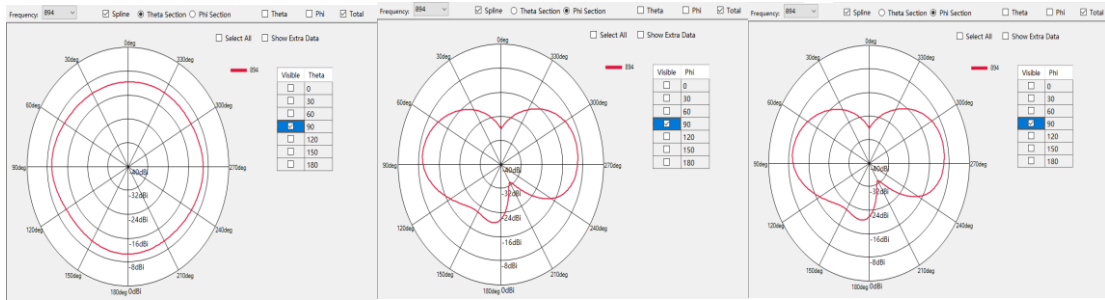 Frequency: 894 Spline Theta Section Phi Section Theta Phi Total
Select All Show Extra Data
0deg
30deg 330deg
894
Visible Theta
0
30
60
90
120
150
180
60deg 300deg
90deg 270deg
-40dBi
-32dBi
-24dBi
-16dBi
-8dBi
120deg 240deg
150deg 210deg
180deg 0dBi
Frequency: 894 Spline Theta Section Phi Section Theta Phi Total
Select All Show Extra Data
0deg
30deg 330deg
894
Visible Phi
0
30
60
90
120
150
180
60deg 300deg
90deg 270deg
-40dBi
-32dBi
-24dBi
-16dBi
-8dBi
120deg 240deg
150deg 210deg
180deg 0dBi
Frequency: 894 Spline Theta Section Phi Section Theta Phi Total
Select All Show Extra Data
0deg
30deg 330deg
894
Visible Phi
0
30
60
90
120
150
180
60deg 300deg
90deg 270deg
-40dBi
-32dBi
-24dBi
-16dBi
-8dBi
120deg 240deg
150deg 210deg
180deg 0dBi